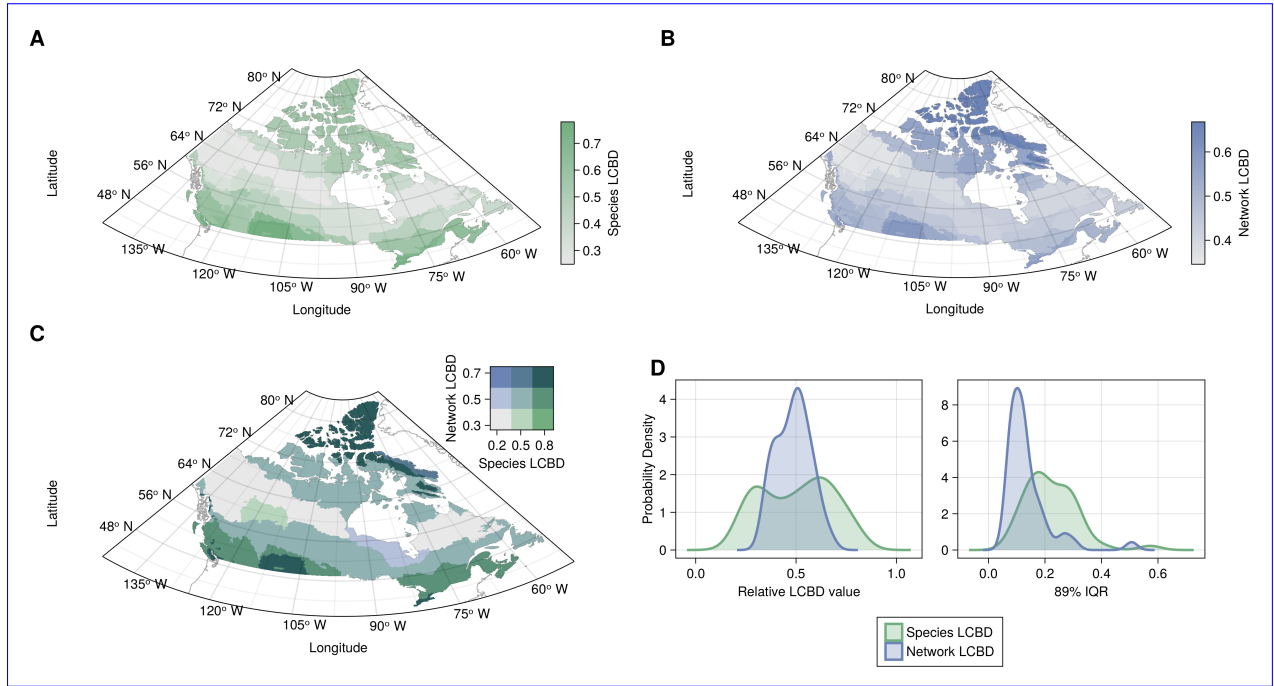 A
80° N
72° N
64° N
56° N
48° N
135° W
120° W
105° W
90° W
75° W
60° W
Latitude
Longitude
0.7
0.6
0.5
0.4
0.3
Species LCBD
B
80° N
72° N
64° N
56° N
48° N
135° W
120° W
105° W
90° W
75° W
60° W
Latitude
Longitude
0.6
0.5
0.4
Network LCBD
C
80° N
72° N
64° N
56° N
48° N
135° W
120° W
105° W
90° W
75° W
60° W
Latitude
Longitude
Network LCBD
0.7
0.5
0.3
0.2 0.5 0.8
Species LCBD
D
Probability Density
4
3
2
1
0
0.0 0.5 1.0
Relative LCBD value
8
6
4
2
0
0.0 0.2 0.4 0.6
89% IQR
Species LCBD
Network LCBD